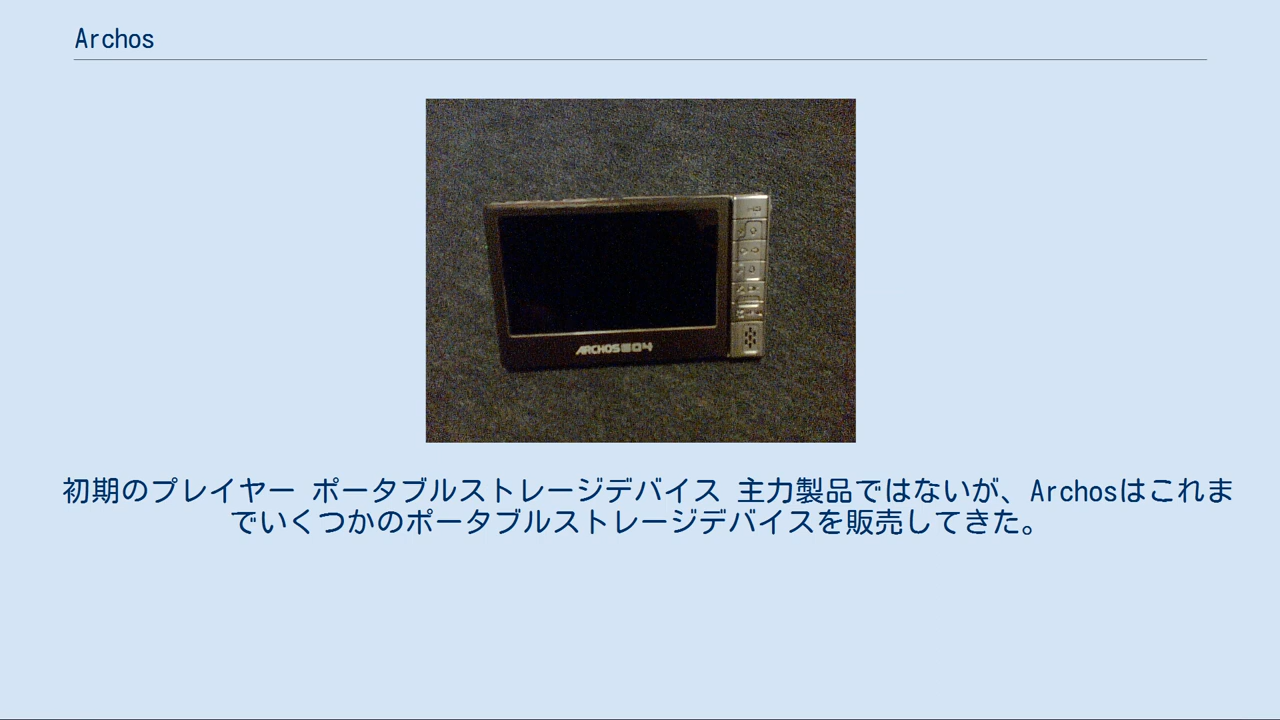 Archos
ARCHOS 504
初期のプレイヤー ポータブルストレージデバイス 主力製品ではないが、Archosはこれま
でいくつかのポータブルストレージデバイスを販売してきた。